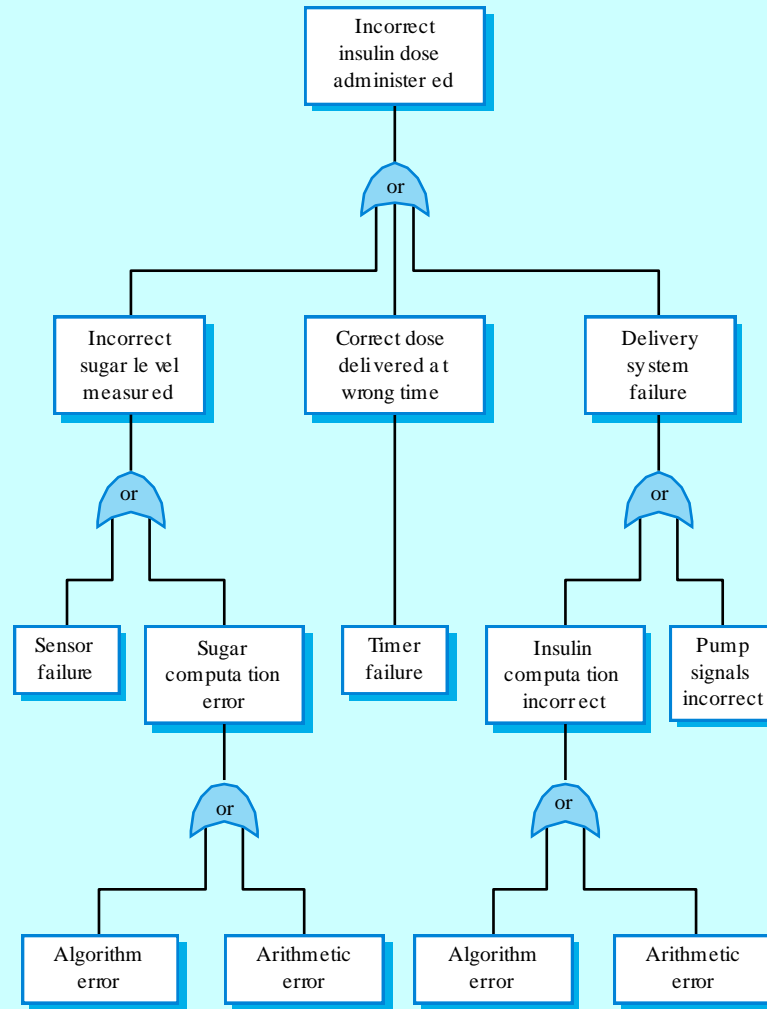 Incorrect
insulin dose
administered
or
Incorrect
sugar level
measured
Correct dose
delivered at
wrong time
Delivery
system
failure
or
or
Sensor
failure
Sugar
computation
error
Timer
failure
Insulin
computation
incorrect
Pump
signals
incorrect
or
or
Algorithm
error
Arithmetic
error
Algorithm
error
Arithmetic
error